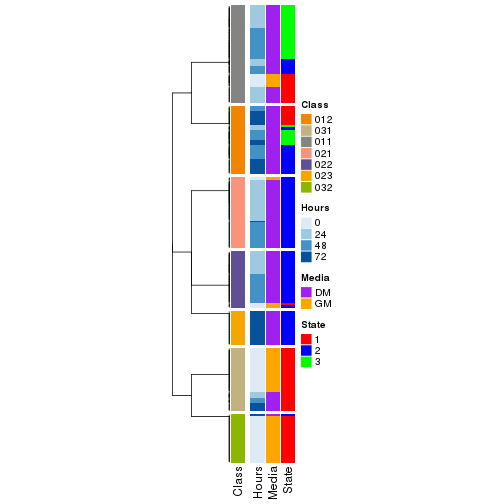 Class
012
031
011
021
022
023
032
Hours
0
24
48
72
Media
DM
GM
State
1
2
3
Class
Hours
Media
State